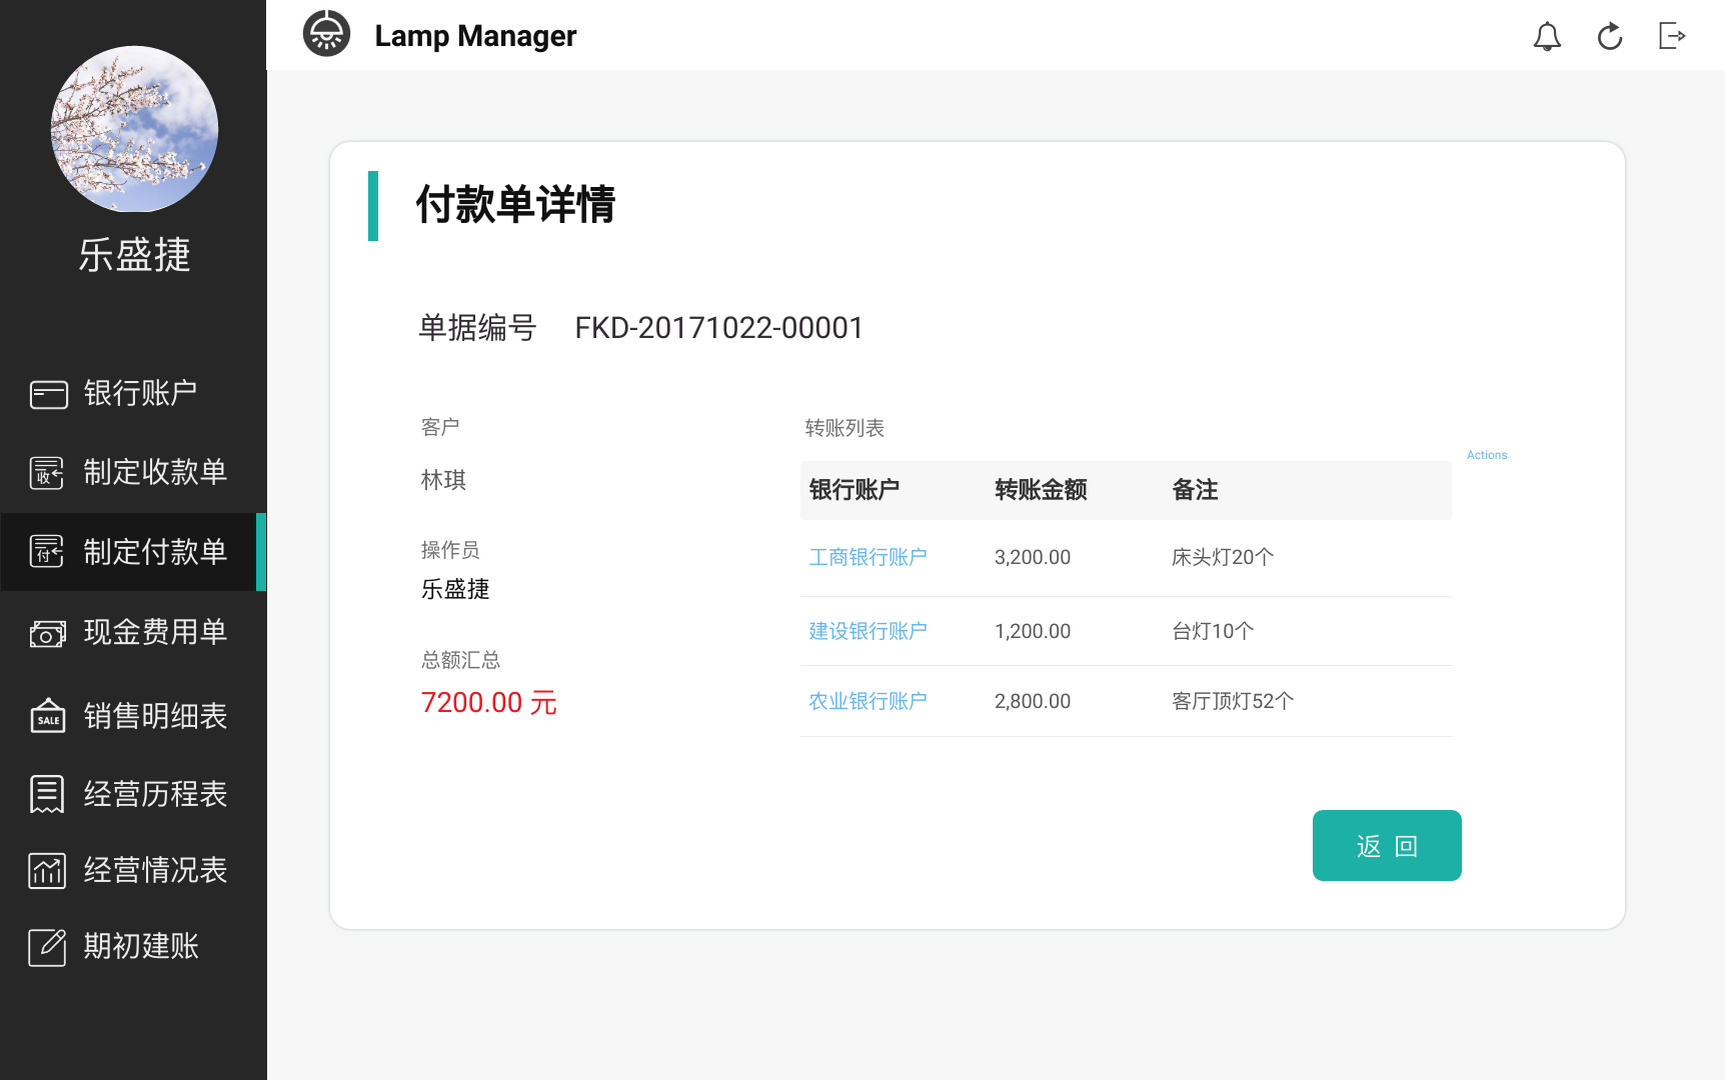 Lamp Manager
乐盛捷
银行账户
收
制定收款单
付
制定付款单
现金费用单
SALE
销售明细表
经营历程表
经营情况表
期初建账
付款单详情
单据编号 FKD-20171022-00001
客户
林琪
操作员
乐盛捷
总额汇总
7200.00 元
转账列表
Actions
银行账户 转账金额 备注
工商银行账户 3,200.00 床头灯20个
建设银行账户 1,200.00 台灯10个
农业银行账户 2,800.00 客厅顶灯52个
返 回